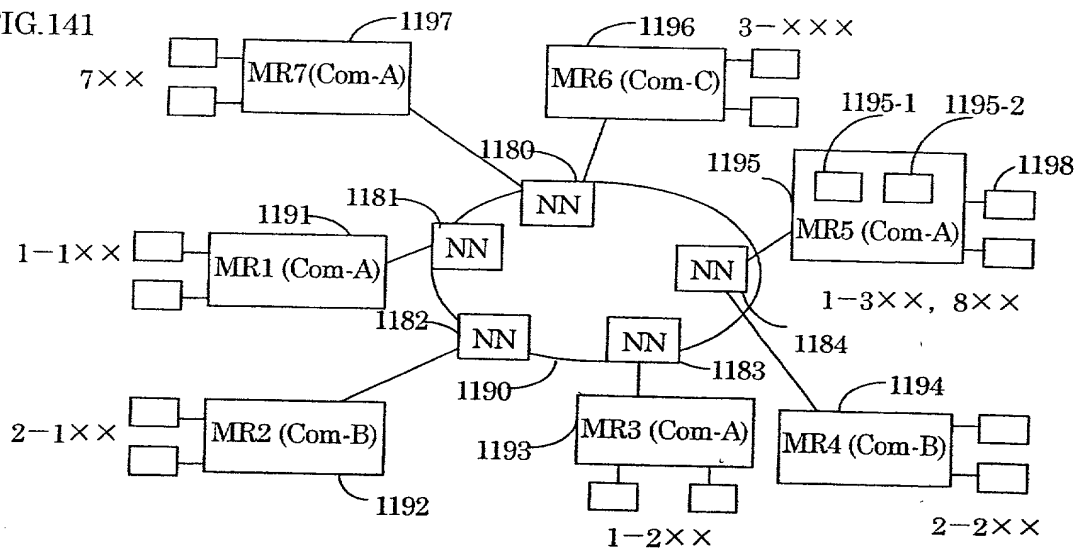 FIG.141
1197
1196
3-×××
7××
MR7(Com-A)
MR6 (Com-C)
1195-1
1195-2
1180
1195
1198
NN
1181
1191
NN
MR5 (Com-A)
1-1××
MR1 (Com-A)
NN
1-3××, 8××
1182
NN
NN
1184
1190
1183
1194
2-1××
MR2 (Com-B)
1193
MR3 (Com-A)
MR4 (Com-B)
1192
1-2××
2-2××